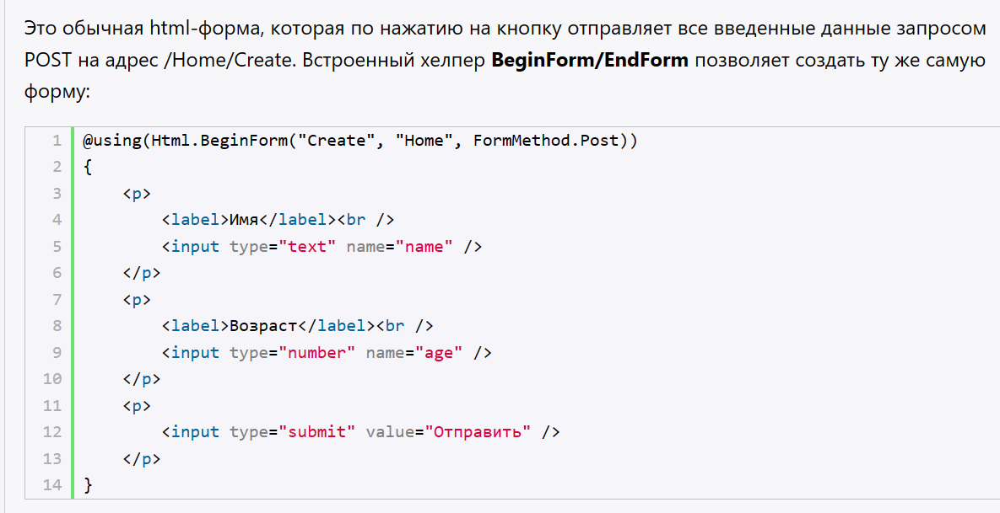 Это обычная html-форма, которая по нажатию на кнопку отправляет все введенные данные запросом
POST на адрес /Home/Create. Встроенный хелпер BeginForm/EndForm позволяет создать ту же самую
форму:
1 @using(Html.BeginForm("Create", "Home", FormMethod.Post))
2 {
3     <p>
4         <label>Имя</label><br />
5         <input type="text" name="name" />
6     </p>
7     <p>
8         <label>Возраст</label><br />
9         <input type="number" name="age" />
10     </p>
11     <p>
12         <input type="submit" value="Отправить" />
13     </p>
14 }